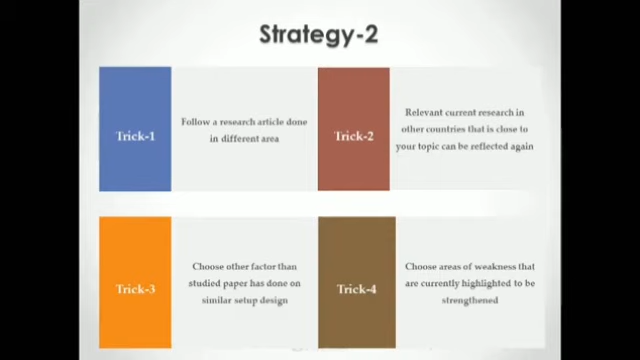 Strategy-2
Trick-1
Follow a research article done
in different area
Trick-2
Relevant current research in
other countries that is close to
your topic can be reflected again
Trick-3
Choose other factor than
studied paper has done on
similar setup design
Trick-4
Choose areas of weakness that
are currently highlighted to be
strengthened